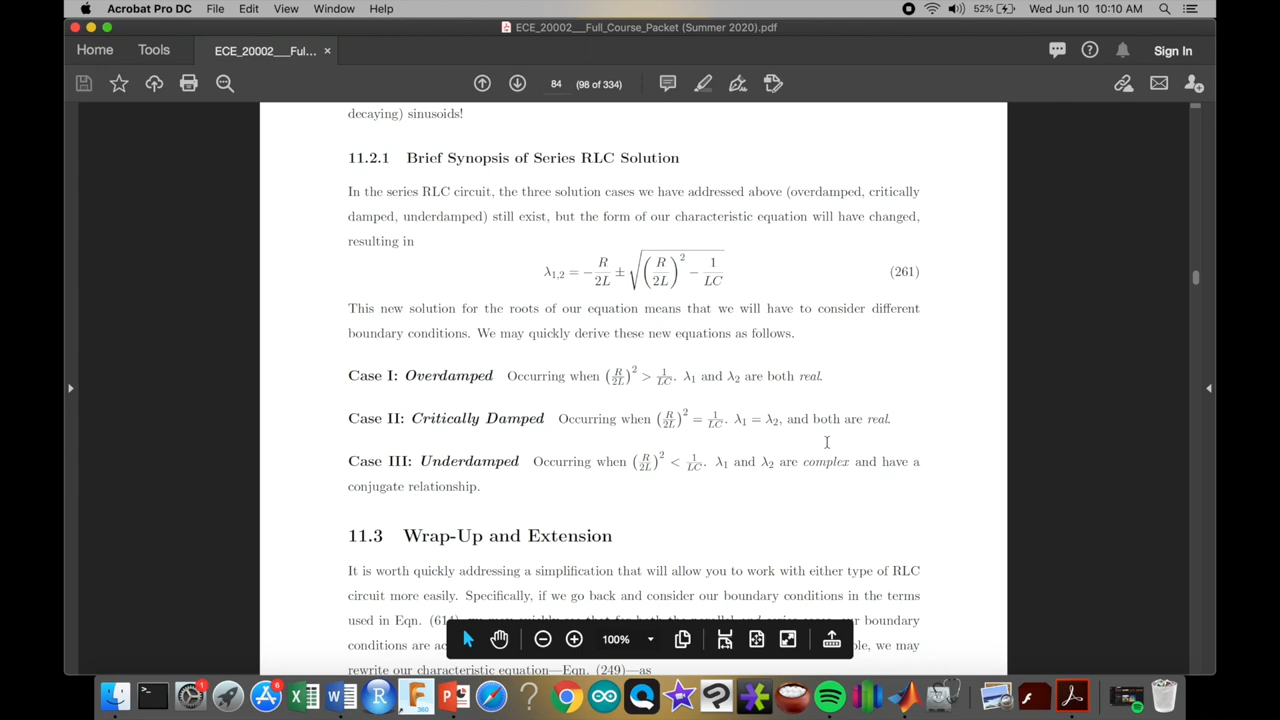 Acrobat Pro DC File Edit View Window Help 52% Wed Jun 10 10:10 AM
ECE_20002___Full_Course_Packet (Summer 2020).pdf
Home Tools ECE_20002___Ful... × Sign In
84 (98 of 334)
decaying) sinusoids!
11.2.1 Brief Synopsis of Series RLC Solution
In the series RLC circuit, the three solution cases we have addressed above (overdamped, critically
damped, underdamped) still exist, but the form of our characteristic equation will have changed,
resulting in
λ1,2 = −R/2L ± √((R/2L)² − 1/LC) (261)
This new solution for the roots of our equation means that we will have to consider different
boundary conditions. We may quickly derive these new equations as follows.
Case I: Overdamped Occurring when (R/2L)² > 1/LC. λ1 and λ2 are both real.
Case II: Critically Damped Occurring when (R/2L)² = 1/LC. λ1 = λ2, and both are real.
Case III: Underdamped Occurring when (R/2L)² < 1/LC. λ1 and λ2 are complex and have a
conjugate relationship.
11.3 Wrap-Up and Extension
It is worth quickly addressing a simplification that will allow you to work with either type of RLC
circuit more easily. Specifically, if we go back and consider our boundary conditions in the terms
used in Eqn. boundary
conditions are we may
rewrite our characteristic equation—Eqn. (249)—as
100%